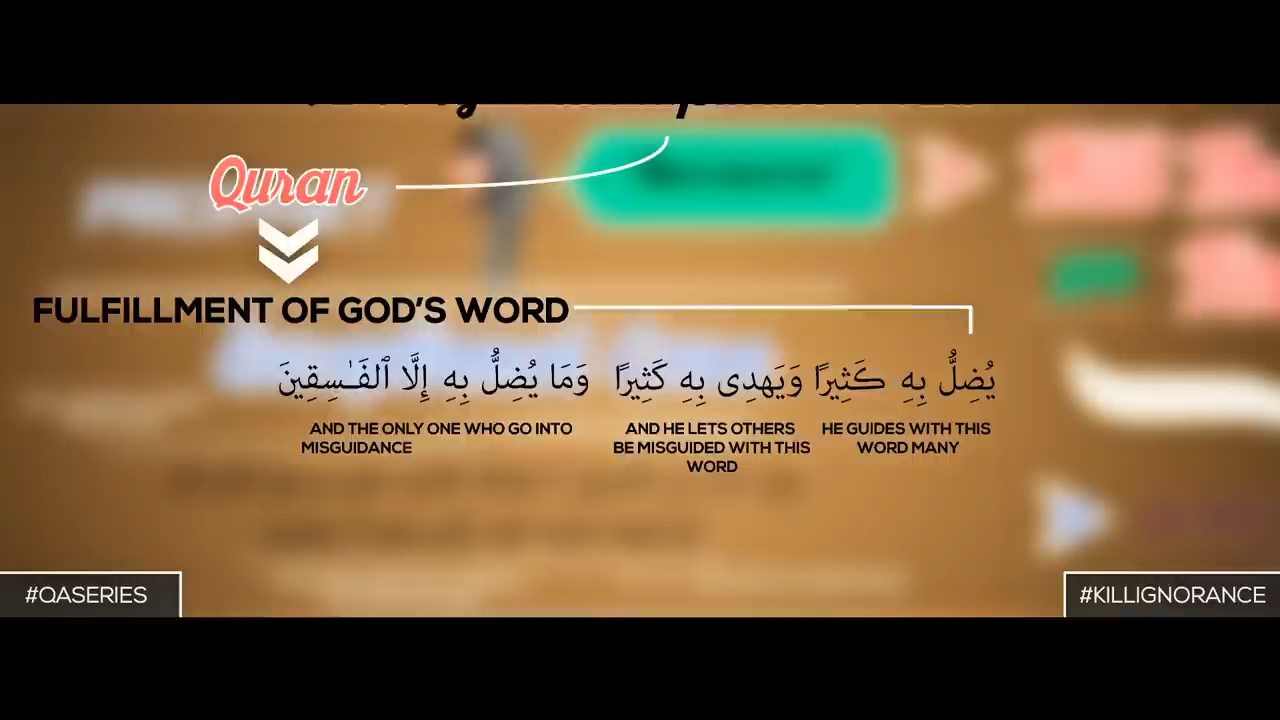 Quran
FULFILLMENT OF GOD'S WORD
يُضِلُّ بِهِ كَثِيرًا وَيَهدِى بِهِ كَثِيرًا وَمَا يُضِلُّ بِهِ إِلَّا ٱلفَـٰسِقِينَ
HE GUIDES WITH THIS
WORD MANY
AND HE LETS OTHERS
BE MISGUIDED WITH THIS
WORD
AND THE ONLY ONE WHO GO INTO
MISGUIDANCE
#QASERIES
#KILLIGNORANCE